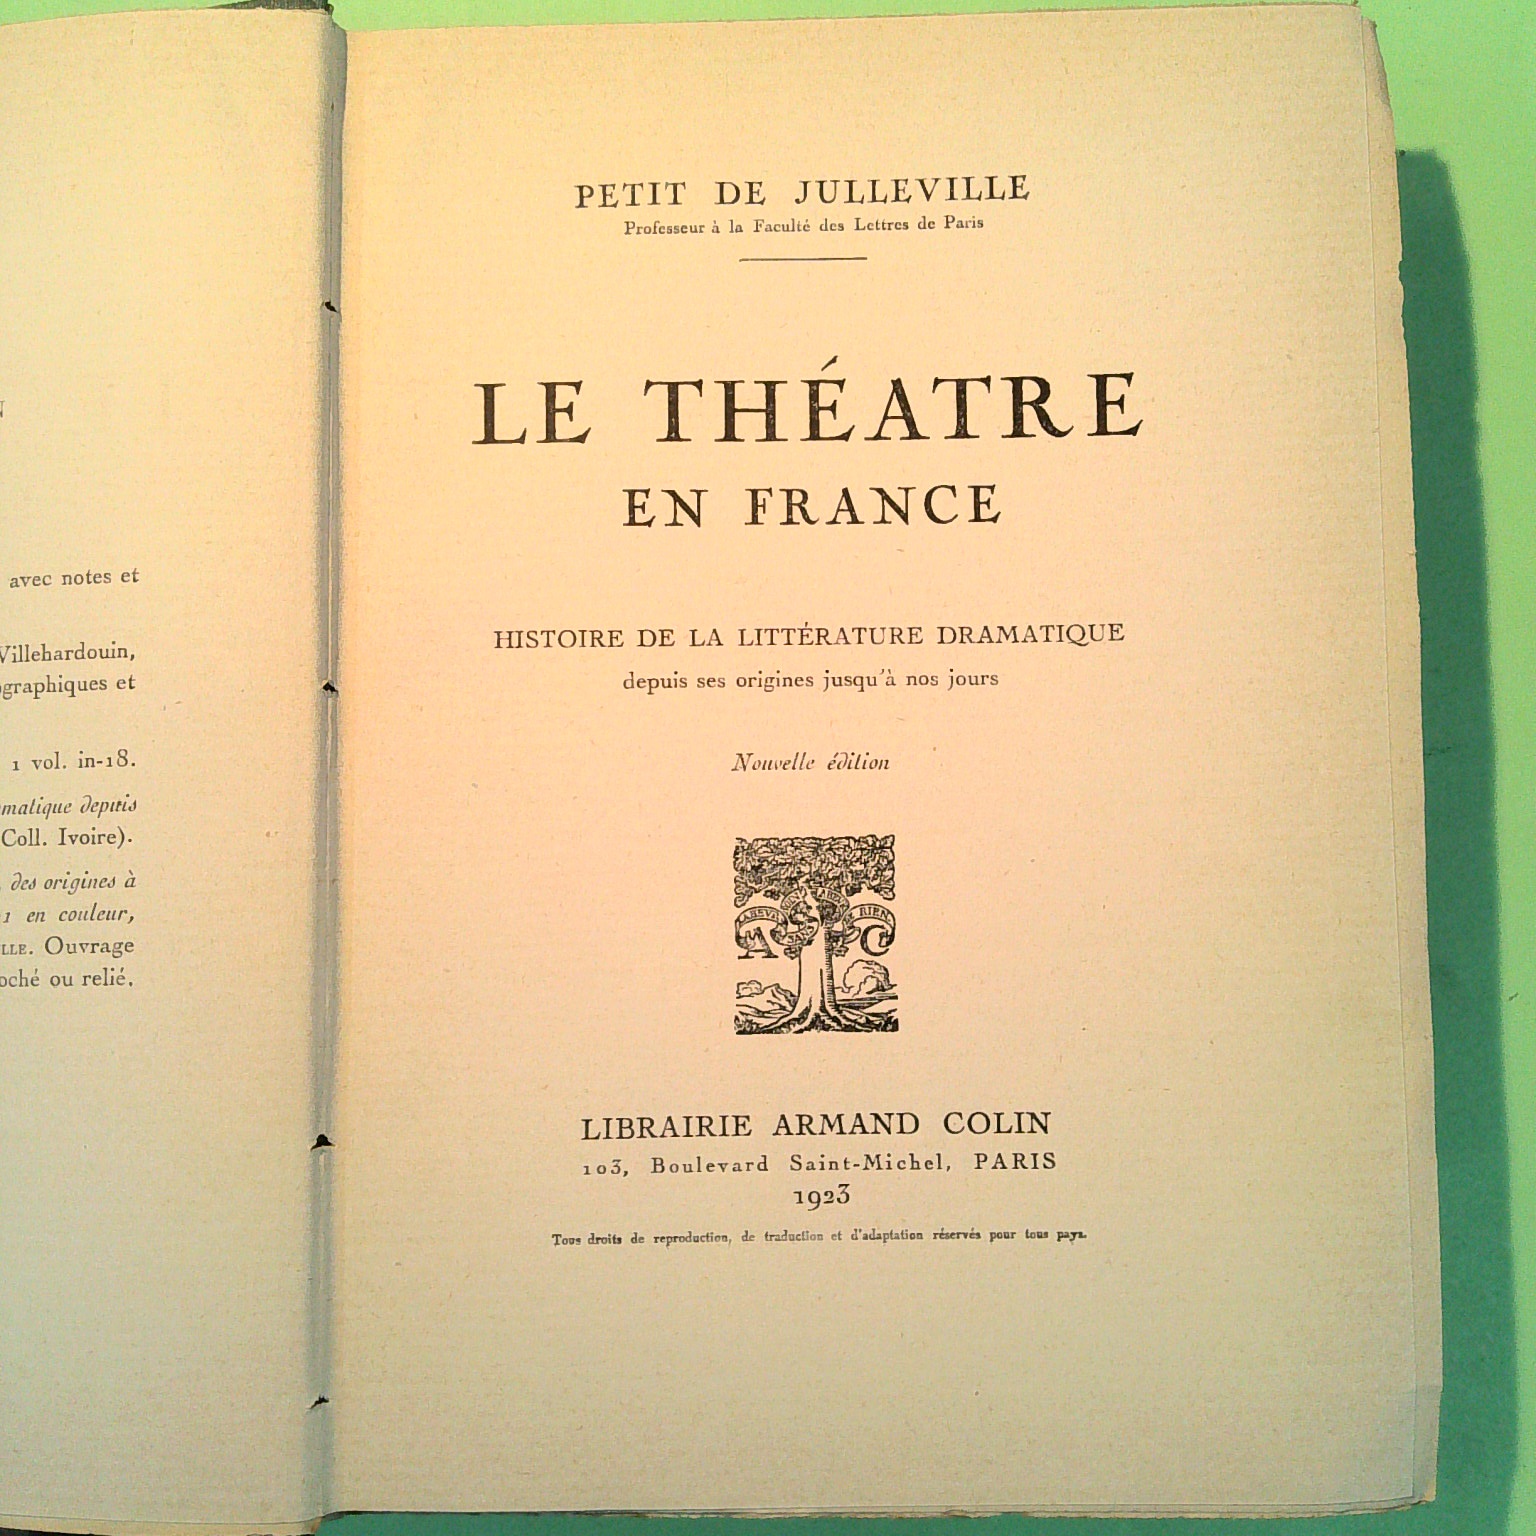 N
avec notes et
Villehardouin,
graphiques et
1 vol. in-18.
matique depuis
Coll. Ivoire).
des origines à
1 en couleur,
LLE. Ouvrage
oché ou relié.
PETIT DE JULLEVILLE
Professeur à la Faculté des Lettres de Paris
LE THÉATRE
EN FRANCE
HISTOIRE DE LA LITTÉRATURE DRAMATIQUE
depuis ses origines jusqu'à nos jours
Nouvelle édition
SANS
RIEN
A C
LIBRAIRIE ARMAND COLIN
103, Boulevard Saint-Michel, PARIS
1923
Tous droits de reproduction, de traduction et d'adaptation réservés pour tous pays.